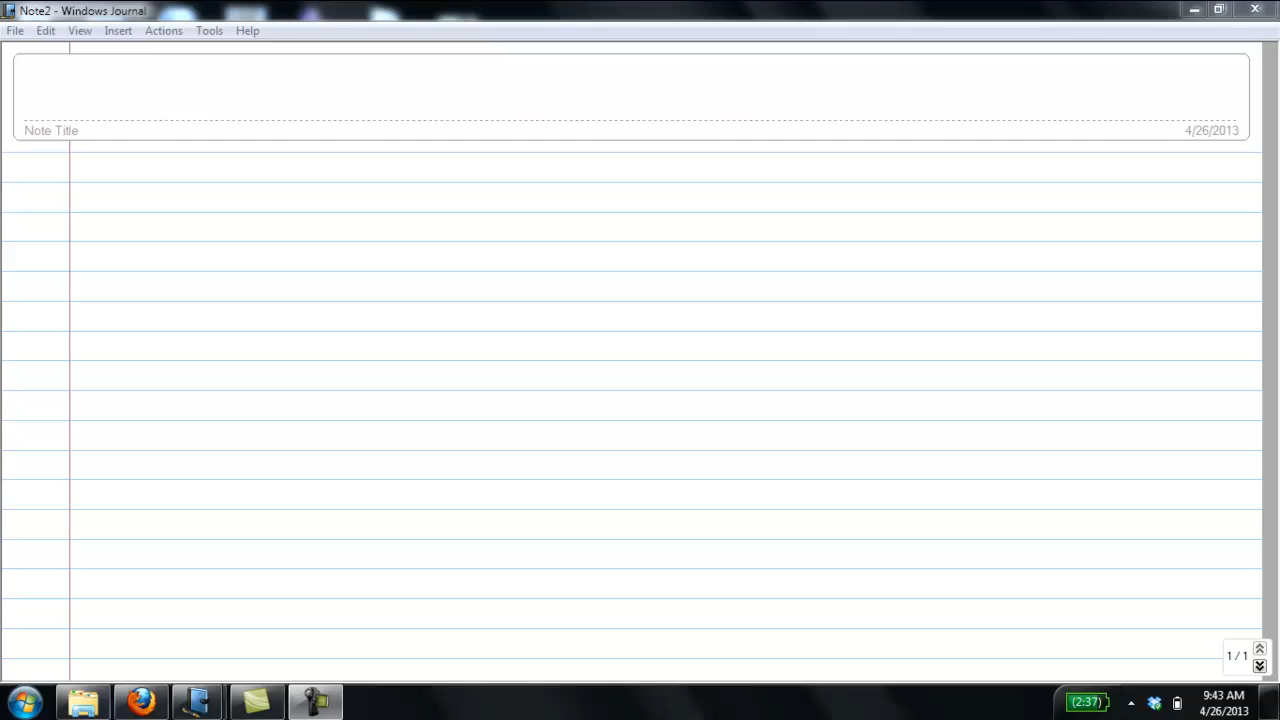 Note2 - Windows Journal
File Edit View Insert Actions Tools Help
Note Title
4/26/2013
1 / 1
(2:37)
9:43 AM
4/26/2013